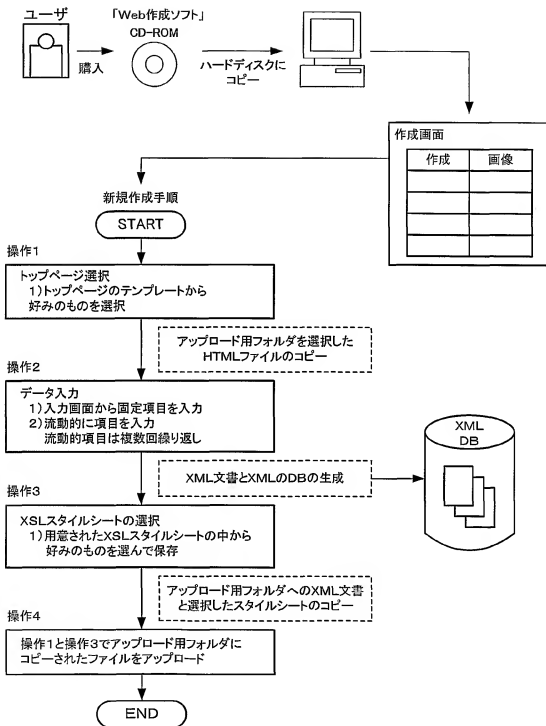 ユーザ
「Web作成ソフト」
CD-ROM
購入
ハードディスクに
コピー
作成画面
作成 画像
新規作成手順
START
操作1
トップページ選択
1)トップページのテンプレートから
好みのものを選択
アップロード用フォルダを選択した
HTMLファイルのコピー
操作2
データ入力
1)入力画面から固定項目を入力
2)流動的に項目を入力
流動的項目は複数回繰り返し
XML文書とXMLのDBの生成
XML
DB
操作3
XSLスタイルシートの選択
1)用意されたXSLスタイルシートの中から
好みのものを選んで保存
アップロード用フォルダへのXML文書
と選択したスタイルシートのコピー
操作4
操作1と操作3でアップロード用フォルダに
コピーされたファイルをアップロード
END